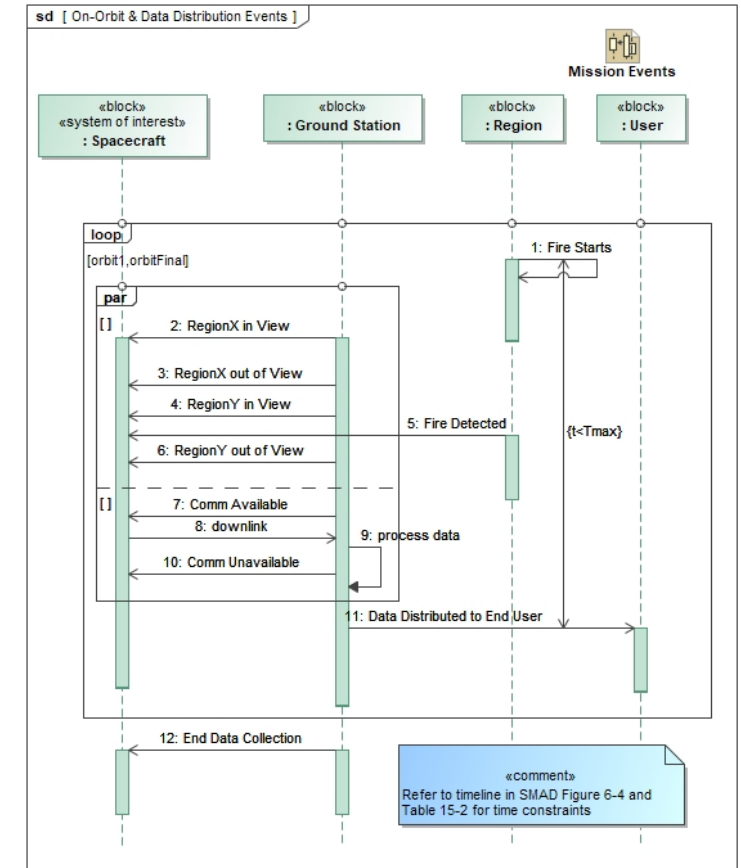 sd [ On-Orbit & Data Distribution Events ]
Mission Events
«block»
«system of interest»
: Spacecraft
«block»
: Ground Station
«block»
: Region
«block»
: User
loop
[orbit1,orbitFinal]
1: Fire Starts
par
[ ]
2: RegionX in View
3: RegionX out of View
4: RegionY in View
5: Fire Detected
{t<Tmax}
6: RegionY out of View
[ ]
7: Comm Available
8: downlink
9: process data
10: Comm Unavailable
11: Data Distributed to End User
12: End Data Collection
«comment»
Refer to timeline in SMAD Figure 6-4 and
Table 15-2 for time constraints